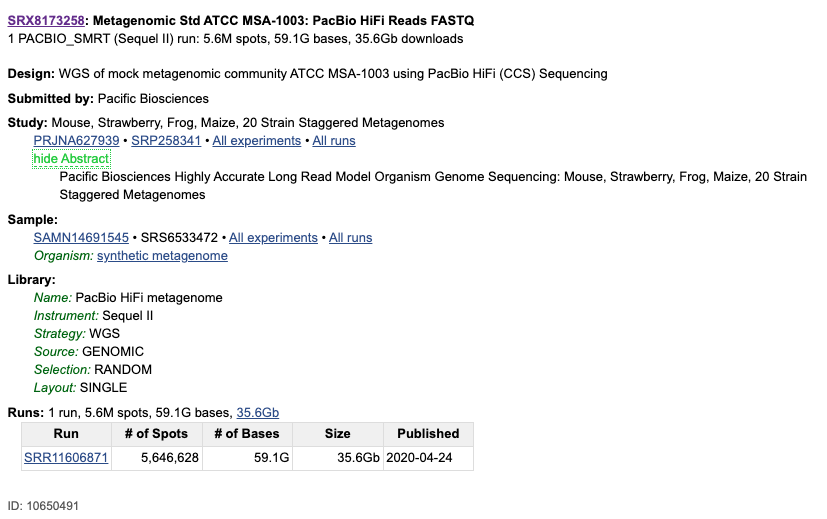 SRX8173258: Metagenomic Std ATCC MSA-1003: PacBio HiFi Reads FASTQ
1 PACBIO_SMRT (Sequel II) run: 5.6M spots, 59.1G bases, 35.6Gb downloads
Design: WGS of mock metagenomic community ATCC MSA-1003 using PacBio HiFi (CCS) Sequencing
Submitted by: Pacific Biosciences
Study: Mouse, Strawberry, Frog, Maize, 20 Strain Staggered Metagenomes
PRJNA627939 • SRP258341 • All experiments • All runs
hide Abstract
Pacific Biosciences Highly Accurate Long Read Model Organism Genome Sequencing: Mouse, Strawberry, Frog, Maize, 20 Strain
Staggered Metagenomes
Sample:
SAMN14691545 • SRS6533472 • All experiments • All runs
Organism: synthetic metagenome
Library:
Name: PacBio HiFi metagenome
Instrument: Sequel II
Strategy: WGS
Source: GENOMIC
Selection: RANDOM
Layout: SINGLE
Runs: 1 run, 5.6M spots, 59.1G bases, 35.6Gb
Run # of Spots # of Bases Size Published
SRR11606871 5,646,628 59.1G 35.6Gb 2020-04-24
ID: 10650491